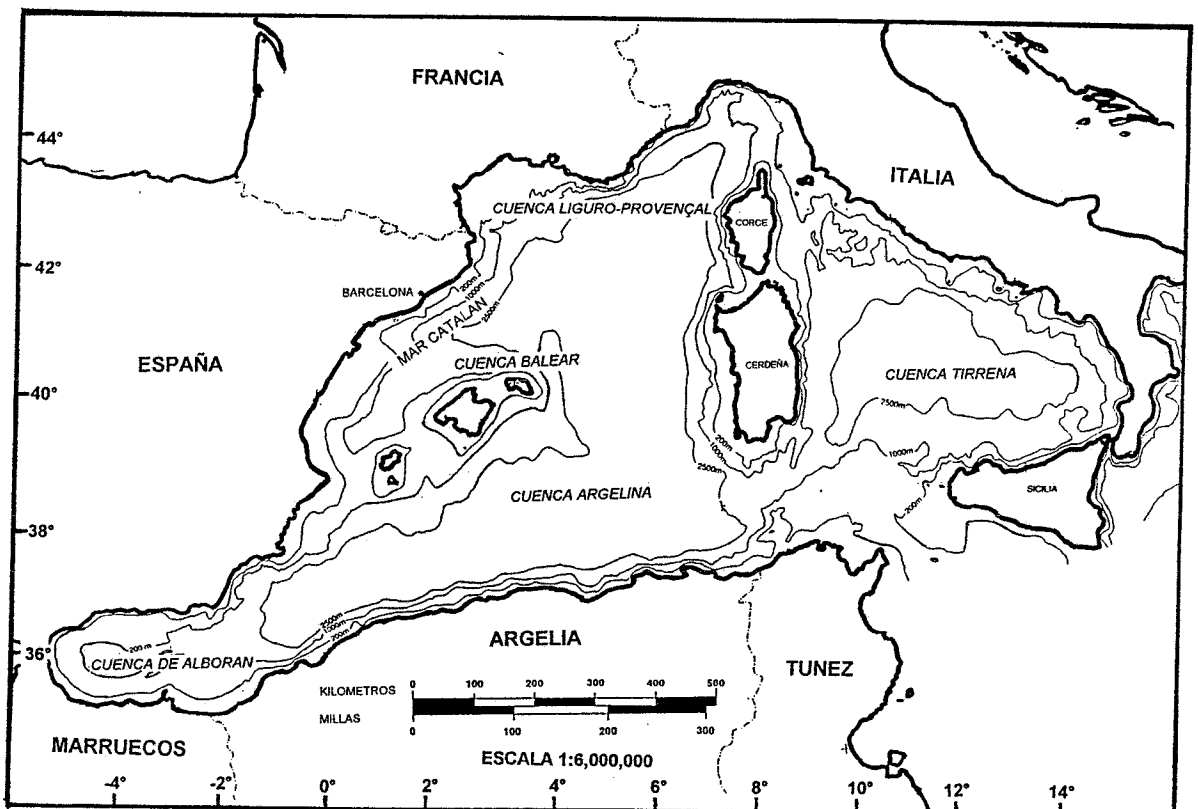 FRANCIA
44°
ITALIA
CUENCA LIGURO-PROVENÇAL
CORCE
42°
BARCELONA
200m
1000m
2500m
MAR CATALAN
ESPAÑA
CUENCA BALEAR
CERDEÑA
CUENCA TIRRENA
40°
2500m
200m
1000m
2500m
1000m
CUENCA ARGELINA
SICILIA
200m
38°
2500m
1000m
200m
36°
200 m
CUENCA DE ALBORAN
ARGELIA
TUNEZ
KILOMETROS
0 100 200 300 400 500
MILLAS
0 100 200 300
MARRUECOS
ESCALA 1:6,000,000
-4° -2° 0° 2° 4° 6° 8° 10° 12° 14°